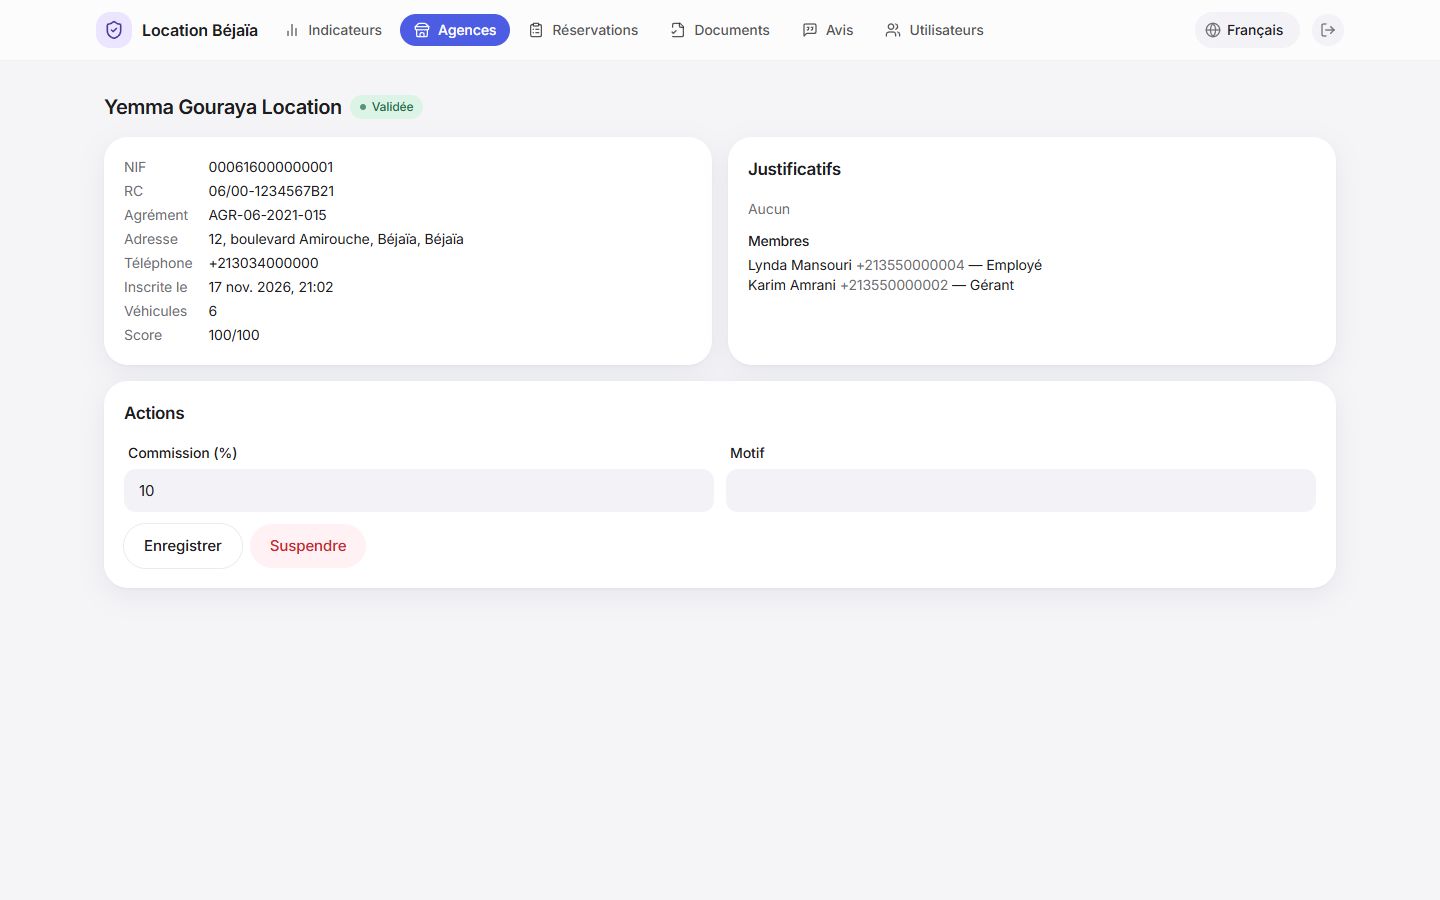 Location Béjaïa
Indicateurs
Agences
Réservations
Documents
Avis
Utilisateurs
Français
Yemma Gouraya Location
Validée
NIF 000616000000001
RC 06/00-1234567B21
Agrément AGR-06-2021-015
Adresse 12, boulevard Amirouche, Béjaïa, Béjaïa
Téléphone +213034000000
Inscrite le 17 nov. 2026, 21:02
Véhicules 6
Score 100/100
Justificatifs
Aucun
Membres
Lynda Mansouri +213550000004 — Employé
Karim Amrani +213550000002 — Gérant
Actions
Commission (%)
10
Motif
Enregistrer
Suspendre